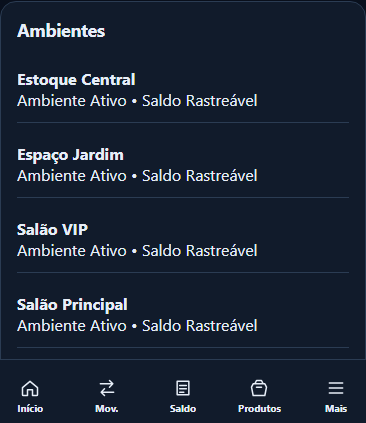 Ambientes
Estoque Central
Ambiente Ativo • Saldo Rastreável
Espaço Jardim
Ambiente Ativo • Saldo Rastreável
Salão VIP
Ambiente Ativo • Saldo Rastreável
Salão Principal
Ambiente Ativo • Saldo Rastreável
Início Mov. Saldo Produtos Mais